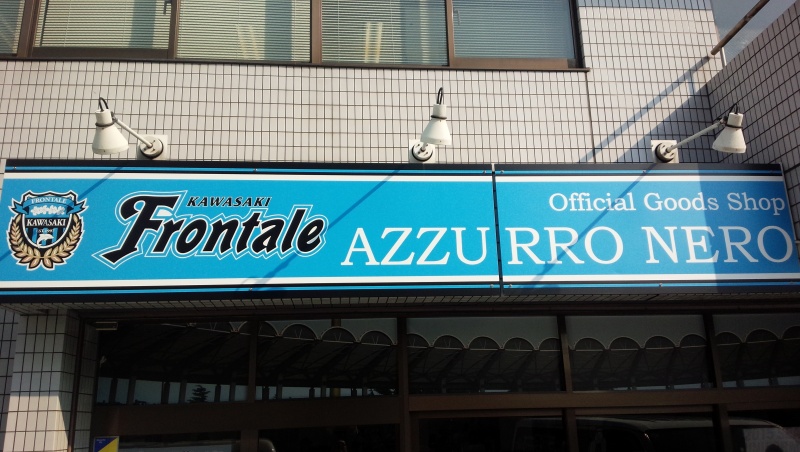 FRONTALE
KAWASAKI
KAWASAKI
Frontale
Official Goods Shop
AZZURRO NERO